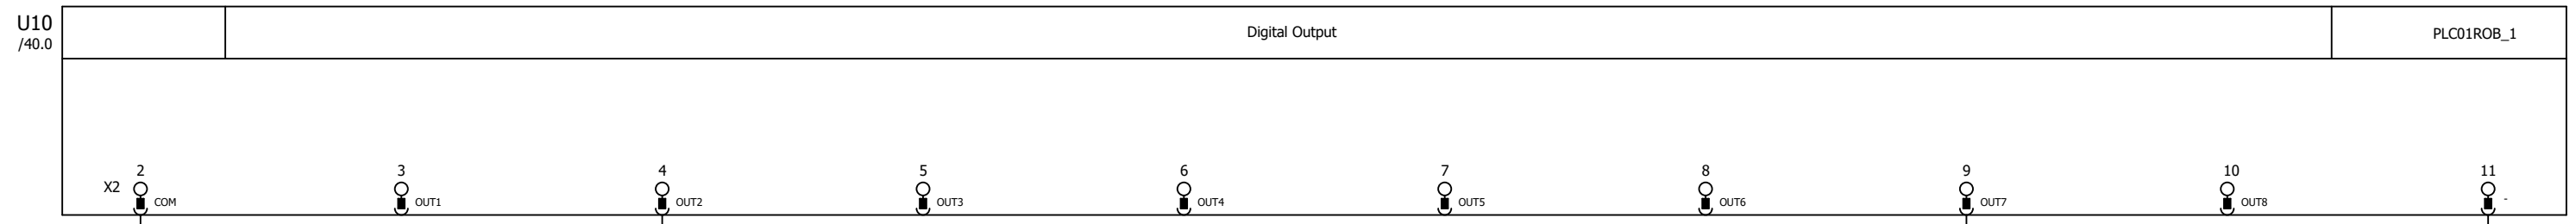 U10
/40.0
Digital Output
PLC01ROB_1
2 3 4 5 6 7 8 9 10 11
X2
COM OUT1 OUT2 OUT3 OUT4 OUT5 OUT6 OUT7 OUT8 -